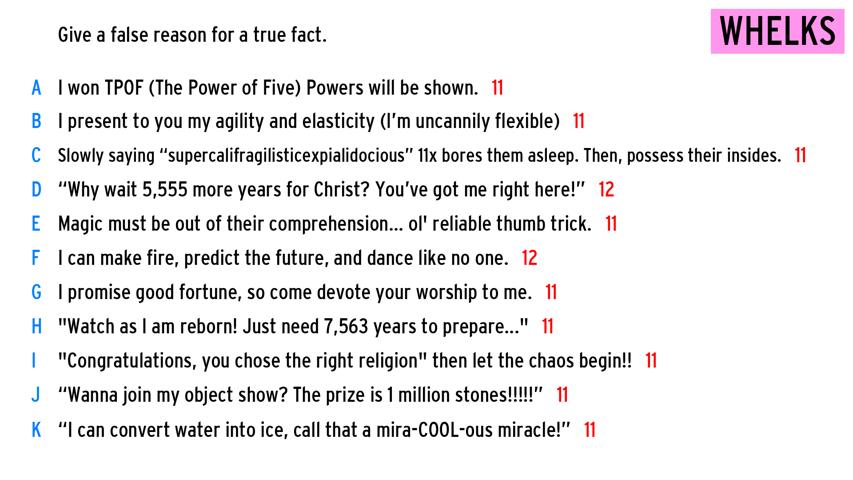 Give a false reason for a true fact.
WHELKS
A I won TPOF (The Power of Five) Powers will be shown. 11
B I present to you my agility and elasticity (I'm uncannily flexible) 11
C Slowly saying “supercalifragilisticexpialidocious” 11x bores them asleep. Then, possess their insides. 11
D “Why wait 5,555 more years for Christ? You've got me right here!” 12
E Magic must be out of their comprehension... ol' reliable thumb trick. 11
F I can make fire, predict the future, and dance like no one. 12
G I promise good fortune, so come devote your worship to me. 11
H "Watch as I am reborn! Just need 7,563 years to prepare..." 11
I "Congratulations, you chose the right religion" then let the chaos begin!! 11
J “Wanna join my object show? The prize is 1 million stones!!!!!” 11
K “I can convert water into ice, call that a mira-COOL-ous miracle!” 11